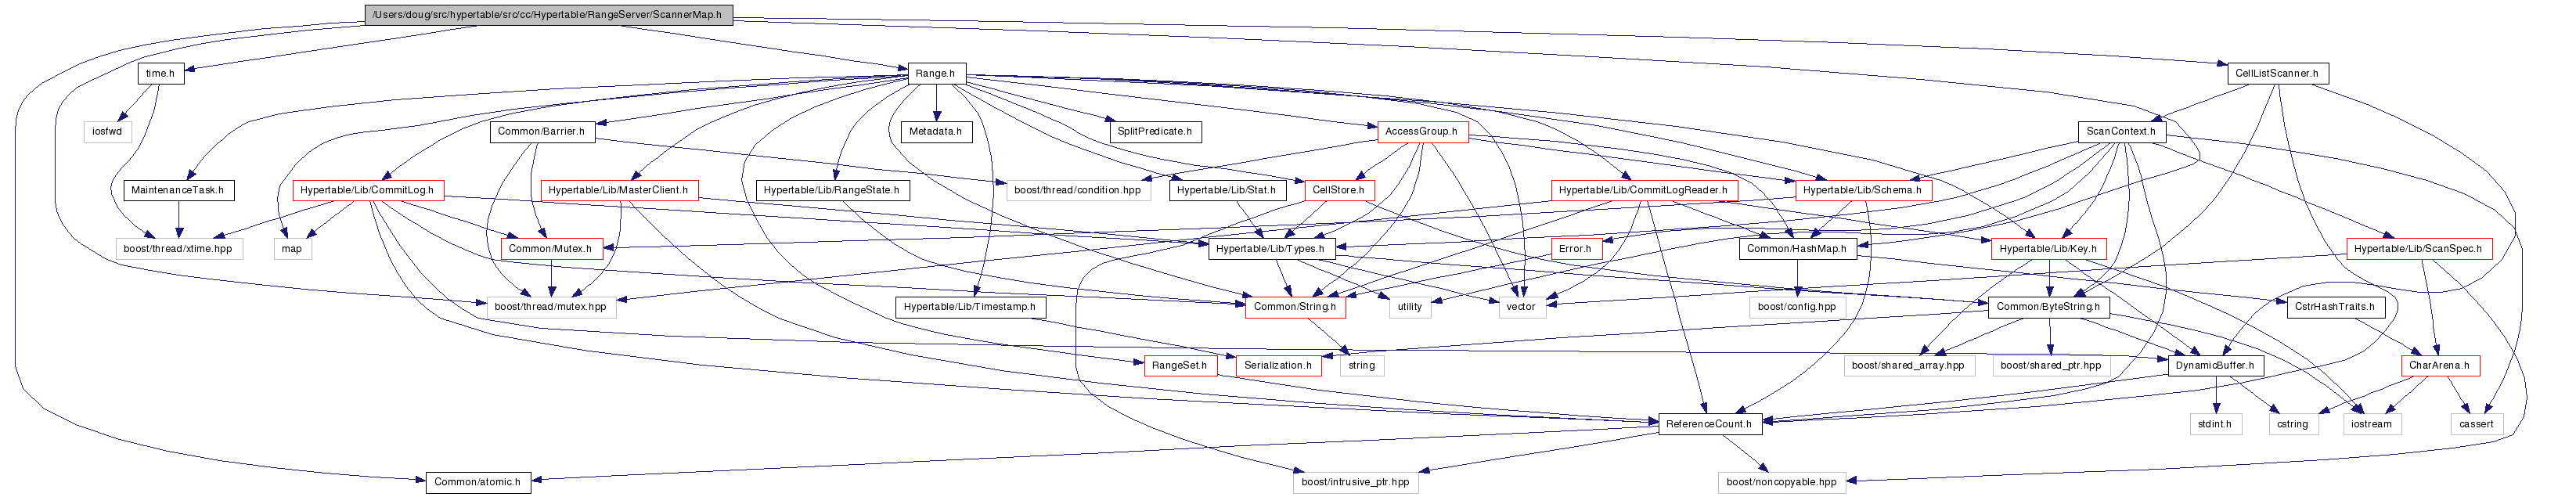 /Users/doug/src/hypertable/src/cc/Hypertable/RangeServer/ScannerMap.h
time.h
Range.h
CellListScanner.h
iosfwd
Common/Barrier.h
Metadata.h
SplitPredicate.h
AccessGroup.h
ScanContext.h
MaintenanceTask.h
Hypertable/Lib/CommitLog.h
Hypertable/Lib/MasterClient.h
Hypertable/Lib/RangeState.h
boost/thread/condition.hpp
Hypertable/Lib/Stat.h
CellStore.h
Hypertable/Lib/CommitLogReader.h
Hypertable/Lib/Schema.h
boost/thread/xtime.hpp
map
Common/Mutex.h
Hypertable/Lib/Types.h
Error.h
Common/HashMap.h
Hypertable/Lib/Key.h
Hypertable/Lib/ScanSpec.h
boost/thread/mutex.hpp
Hypertable/Lib/Timestamp.h
Common/String.h
utility
vector
boost/config.hpp
Common/ByteString.h
CstrHashTraits.h
RangeSet.h
Serialization.h
string
boost/shared_array.hpp
boost/shared_ptr.hpp
DynamicBuffer.h
CharArena.h
ReferenceCount.h
stdint.h
cstring
iostream
cassert
Common/atomic.h
boost/intrusive_ptr.hpp
boost/noncopyable.hpp